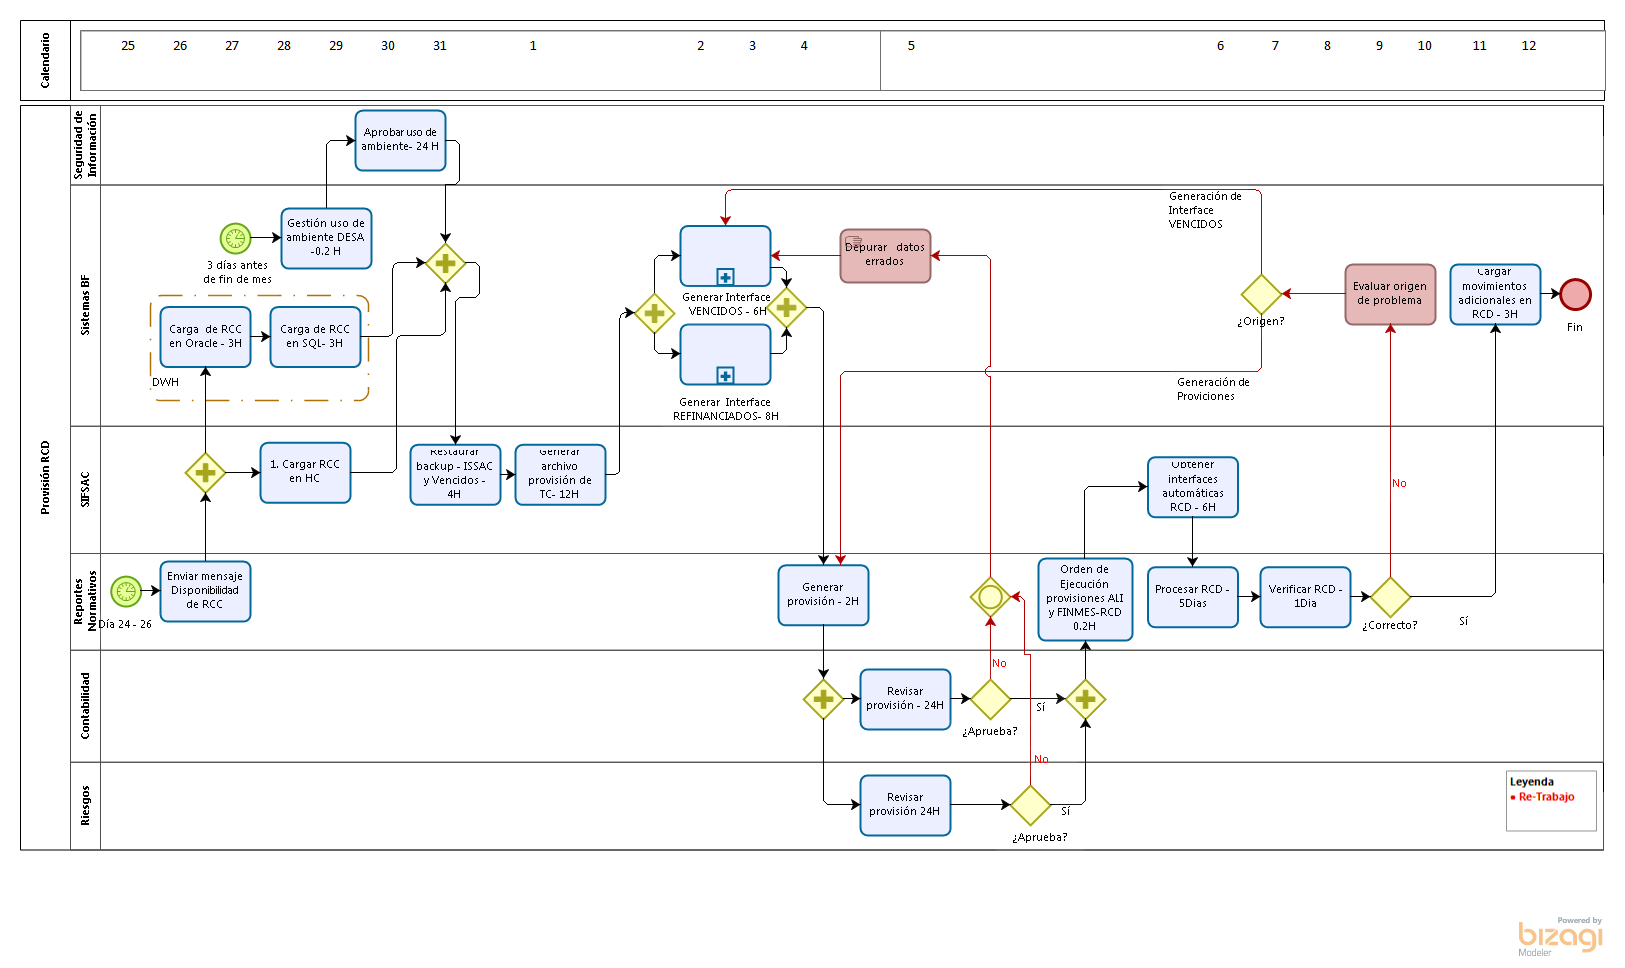 Calendario
25 26 27 28 29 30 31 1 2 3 4 5 6 7 8 9 10 11 12
Provisión RCD
Seguridad de
Información
Aprobar uso de
ambiente- 24 H
Sistemas BF
3 días antes
de fin de mes
Gestión uso de
ambiente DESA
-0.2 H
Carga de RCC
en Oracle - 3H
Carga de RCC
en SQL- 3H
DWH
Generar Interface
VENCIDOS - 6H
Generar Interface
REFINANCIADOS- 8H
Depurar datos
errados
Generación de
Interface
VENCIDOS
¿Origen?
Generación de
Proviciones
Evaluar origen
de problema
Cargar
movimientos
adicionales en
RCD - 3H
Fin
SIFSAC
1. Cargar RCC
en HC
Restaurar
backup - ISSAC
y Vencidos -
4H
Generar
archivo
provisión de
TC- 12H
Obtener
interfaces
automáticas
RCD - 6H
No
Reportes
Normativos
Día 24 - 26
Enviar mensaje
Disponibilidad
de RCC
Generar
provisión - 2H
Orden de
Ejecución
provisiones ALI
y FINMES-RCD
0.2H
Procesar RCD -
5Dias
Verificar RCD -
1Dia
¿Correcto?
Sí
Contabilidad
Revisar
provisión - 24H
No
¿Aprueba?
Sí
Riesgos
Revisar
provisión 24H
No
¿Aprueba?
Sí
Leyenda
• Re-Trabajo
Powered by
bizagi
Modeler